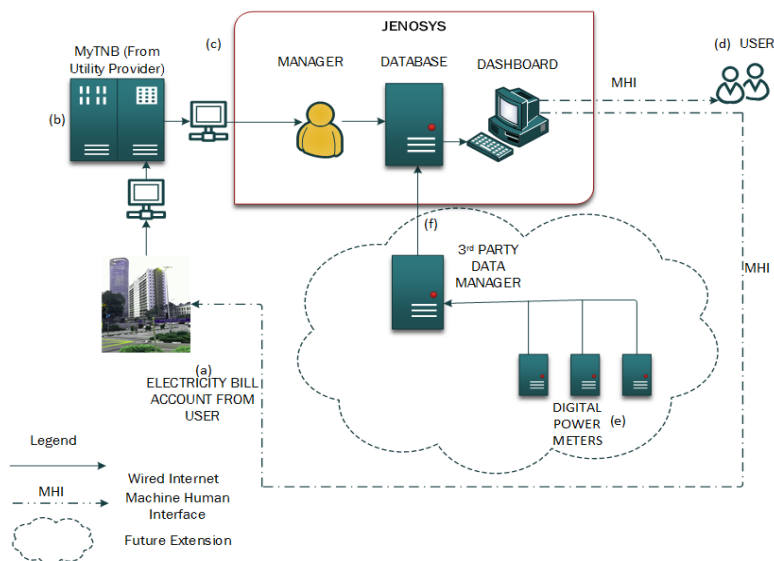 JENOSYS
MyTNB (From
Utility Provider)
(c)
(d) USER
MANAGER
DATABASE
DASHBOARD
MHI
(b)
(f)
3rd PARTY
DATA
MANAGER
MHI
(a)
ELECTRICITY BILL
ACCOUNT FROM
USER
DIGITAL
POWER (e)
METERS
Legend
Wired Internet
MHI
Machine Human
Interface
Future Extension